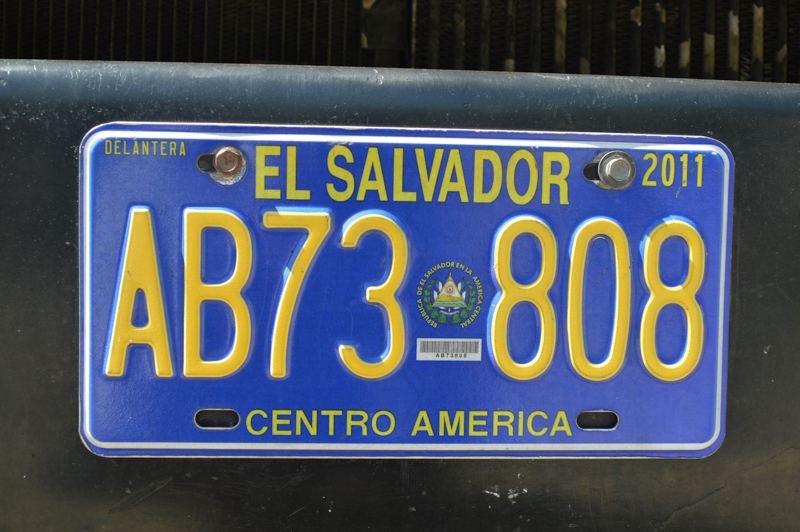 DELANTERA
EL SALVADOR
2011
AB73 808
REPUBLICA DE EL SALVADOR EN LA AMERICA CENTRAL
AB73808
CENTRO AMERICA